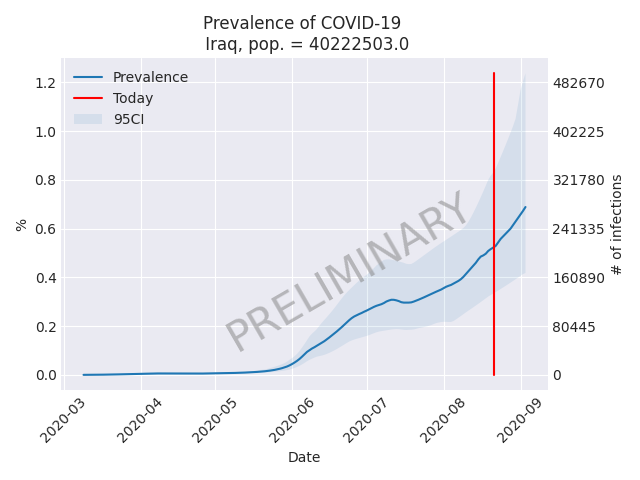 Prevalence of COVID-19
Iraq, pop. = 40222503.0
Prevalence
Today
95CI
1.2
1.0
0.8
0.6
0.4
0.2
0.0
%
482670
402225
321780
241335
160890
80445
0
# of infections
PRELIMINARY
2020-03
2020-04
2020-05
2020-06
2020-07
2020-08
2020-09
Date